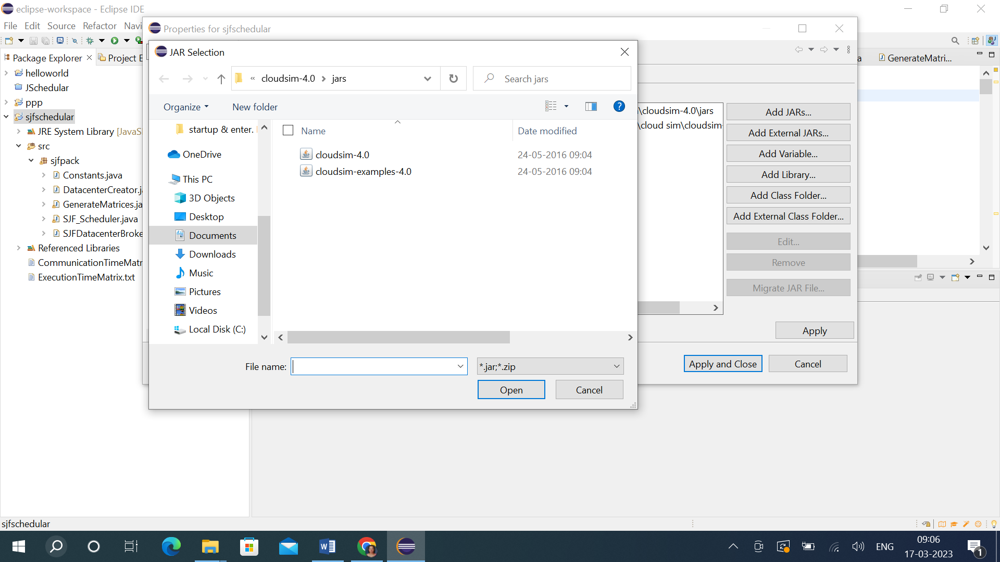 eclipse-workspace - Eclipse IDE
File Edit Source Refactor Navi
Properties for sjfschedular
Package Explorer
Project E
helloworld
JSchedular
ppp
sjfschedular
JRE System Library [JavaS
src
sjfpack
Constants.java
DatacenterCreator.j
GenerateMatrices.ja
SJF_Scheduler.java
SJFDatacenterBroke
Referenced Libraries
CommunicationTimeMatr
ExecutionTimeMatrix.txt
JAR Selection
« cloudsim-4.0 > jars
Search jars
Organize
New folder
startup & enter.
OneDrive
This PC
3D Objects
Desktop
Documents
Downloads
Music
Pictures
Videos
Local Disk (C:)
Name Date modified
cloudsim-4.0 24-05-2016 09:04
cloudsim-examples-4.0 24-05-2016 09:04
File name:
*.jar;*.zip
Open
Cancel
\cloudsim-4.0\jars
\cloud sim\cloudsim-
Add JARs...
Add External JARs...
Add Variable...
Add Library...
Add Class Folder...
Add External Class Folder...
Edit...
Remove
Migrate JAR File...
Apply
Apply and Close
Cancel
a
GenerateMatri...
sjfschedular
ENG
09:06
17-03-2023
1